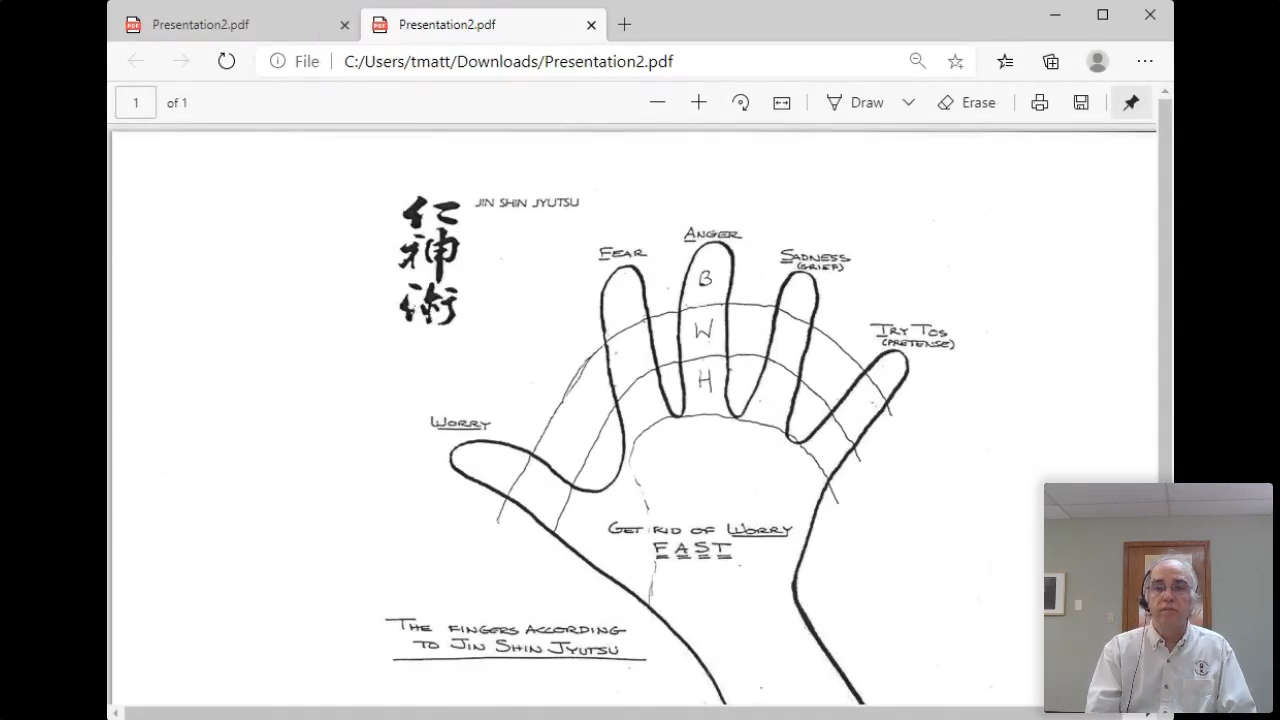 Presentation2.pdf
Presentation2.pdf
File
C:/Users/tmatt/Downloads/Presentation2.pdf
1 of 1
Draw
Erase
仁神術
JIN SHIN JYUTSU
ANGER
FEAR
SADNESS
(GRIEF)
B
TRY TOS
(PRETENSE)
W
H
WORRY
GET RID OF WORRY
FAST
THE FINGERS ACCORDING
TO JIN SHIN JYUTSU